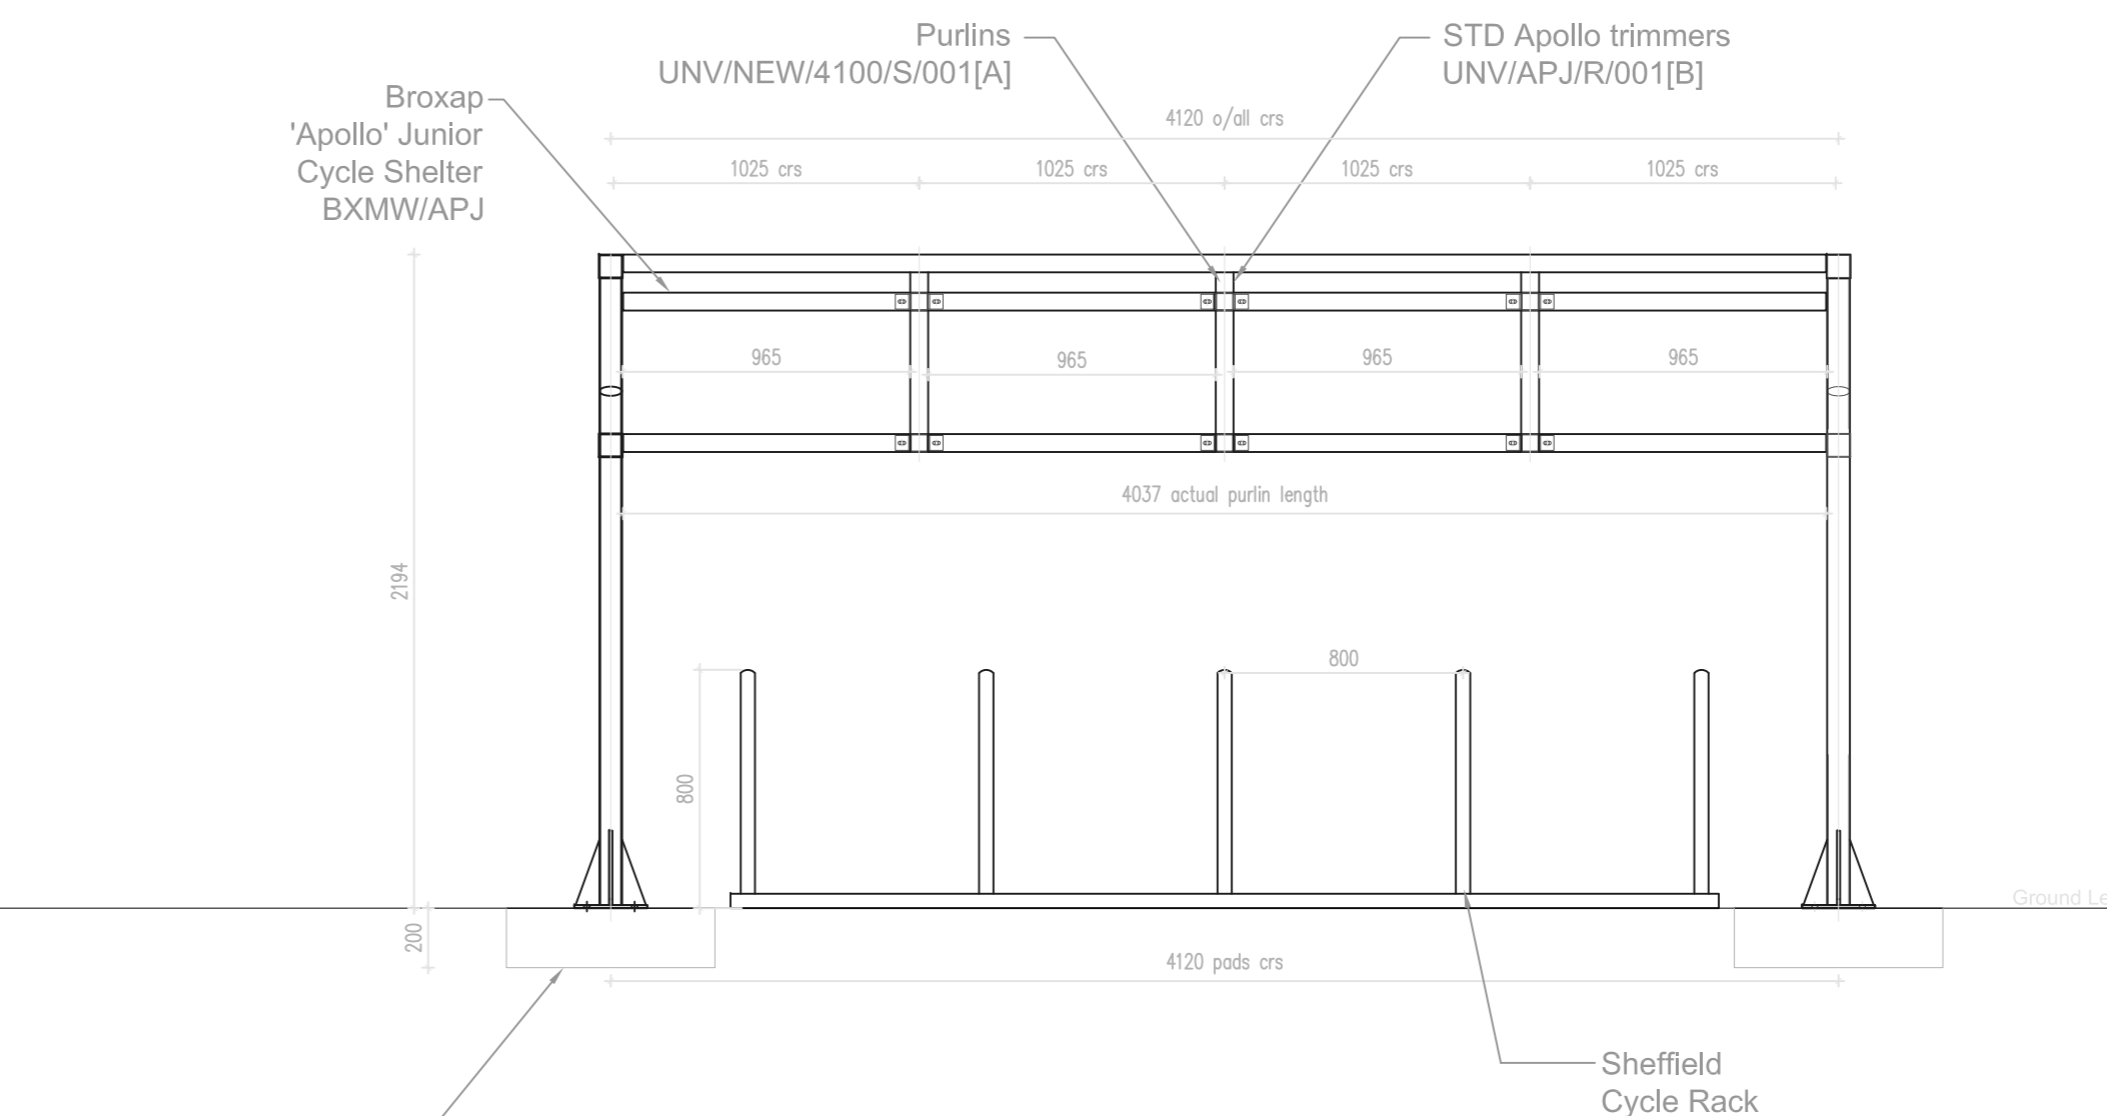 Purlins
UNV/NEW/4100/S/001[A]
STD Apollo trimmers
UNV/APJ/R/001[B]
Broxap
'Apollo' Junior
Cycle Shelter
BXMW/APJ
4120 o/all crs
1025 crs
1025 crs
1025 crs
1025 crs
965
965
965
965
4037 actual purlin length
2194
800
800
200
4120 pads crs
Ground Le
Sheffield
Cycle Rack